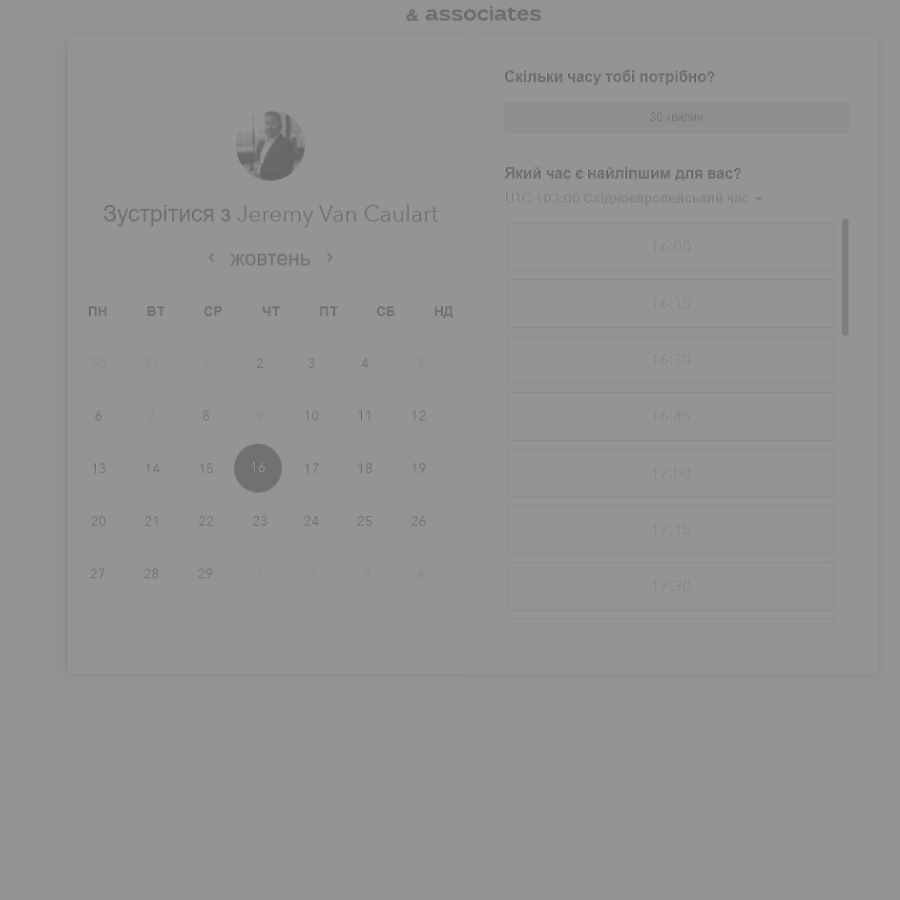 & associates
Зустрітися з Jeremy Van Caulart
жовтень
ПН ВТ СР ЧТ ПТ СБ НД
30 31 1 2 3 4 5
6 7 8 9 10 11 12
13 14 15 16 17 18 19
20 21 22 23 24 25 26
27 28 29 1 2 3 4
Скільки часу тобі потрібно?
30 хвилин
Який час є найліпшим для вас?
UTC +03:00 Східноєвропейський час
16:00
16:15
16:30
16:45
17:00
17:15
17:30